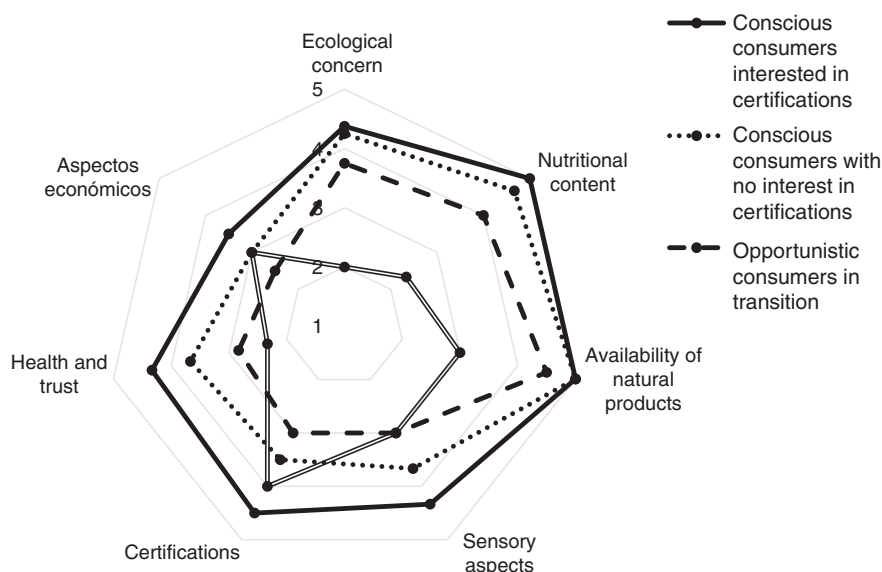 Ecological
concern
5
4
3
2
1
Nutritional
content
Availability of
natural
products
Sensory
aspects
Certifications
Health and
trust
Aspectos
económicos
Conscious
consumers
interested in
certifications
Conscious
consumers with
no interest in
certifications
Opportunistic
consumers in
transition